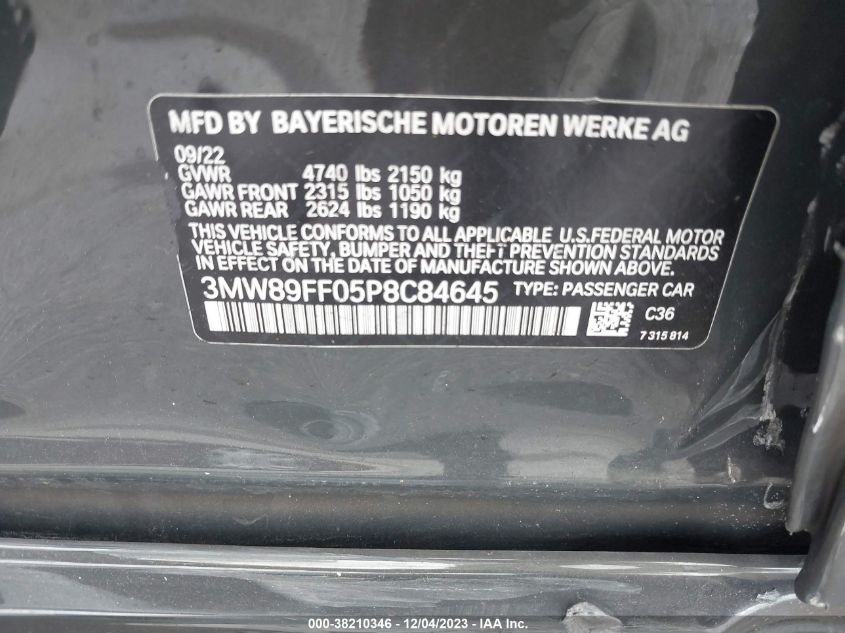 MFD BY BAYERISCHE MOTOREN WERKE AG
09/22
GVWR 4740 lbs 2150 kg
GAWR FRONT 2315 lbs 1050 kg
GAWR REAR 2624 lbs 1190 kg
THIS VEHICLE CONFORMS TO ALL APPLICABLE U.S.FEDERAL MOTOR
VEHICLE SAFETY, BUMPER AND THEFT PREVENTION STANDARDS
IN EFFECT ON THE DATE OF MANUFACTURE SHOWN ABOVE.
3MW89FF05P8C84645 TYPE: PASSENGER CAR
C36
7 315 814
000-38210346 - 12/04/2023 - IAAI Inc.